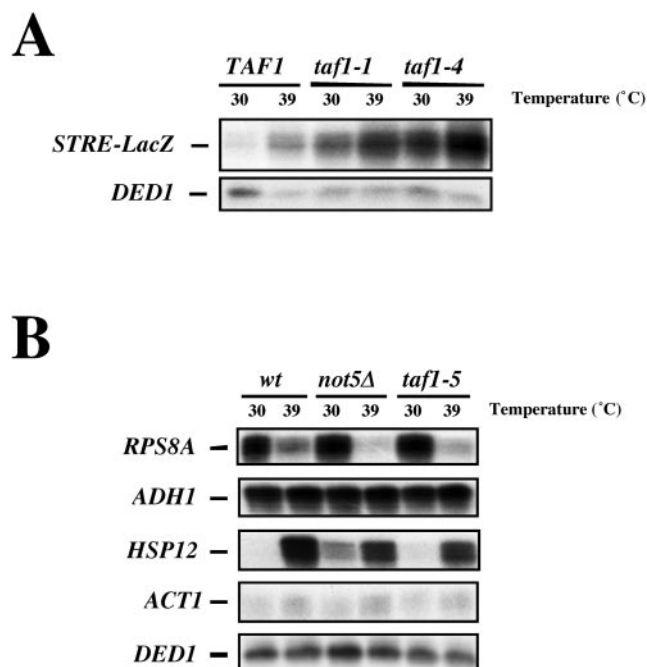 A
TAF1 taf1-1 taf1-4
30 39 30 39 30 39 Temperature (˚C)
STRE-LacZ
DED1
B
wt not5Δ taf1-5
30 39 30 39 30 39 Temperature (˚C)
RPS8A
ADH1
HSP12
ACT1
DED1